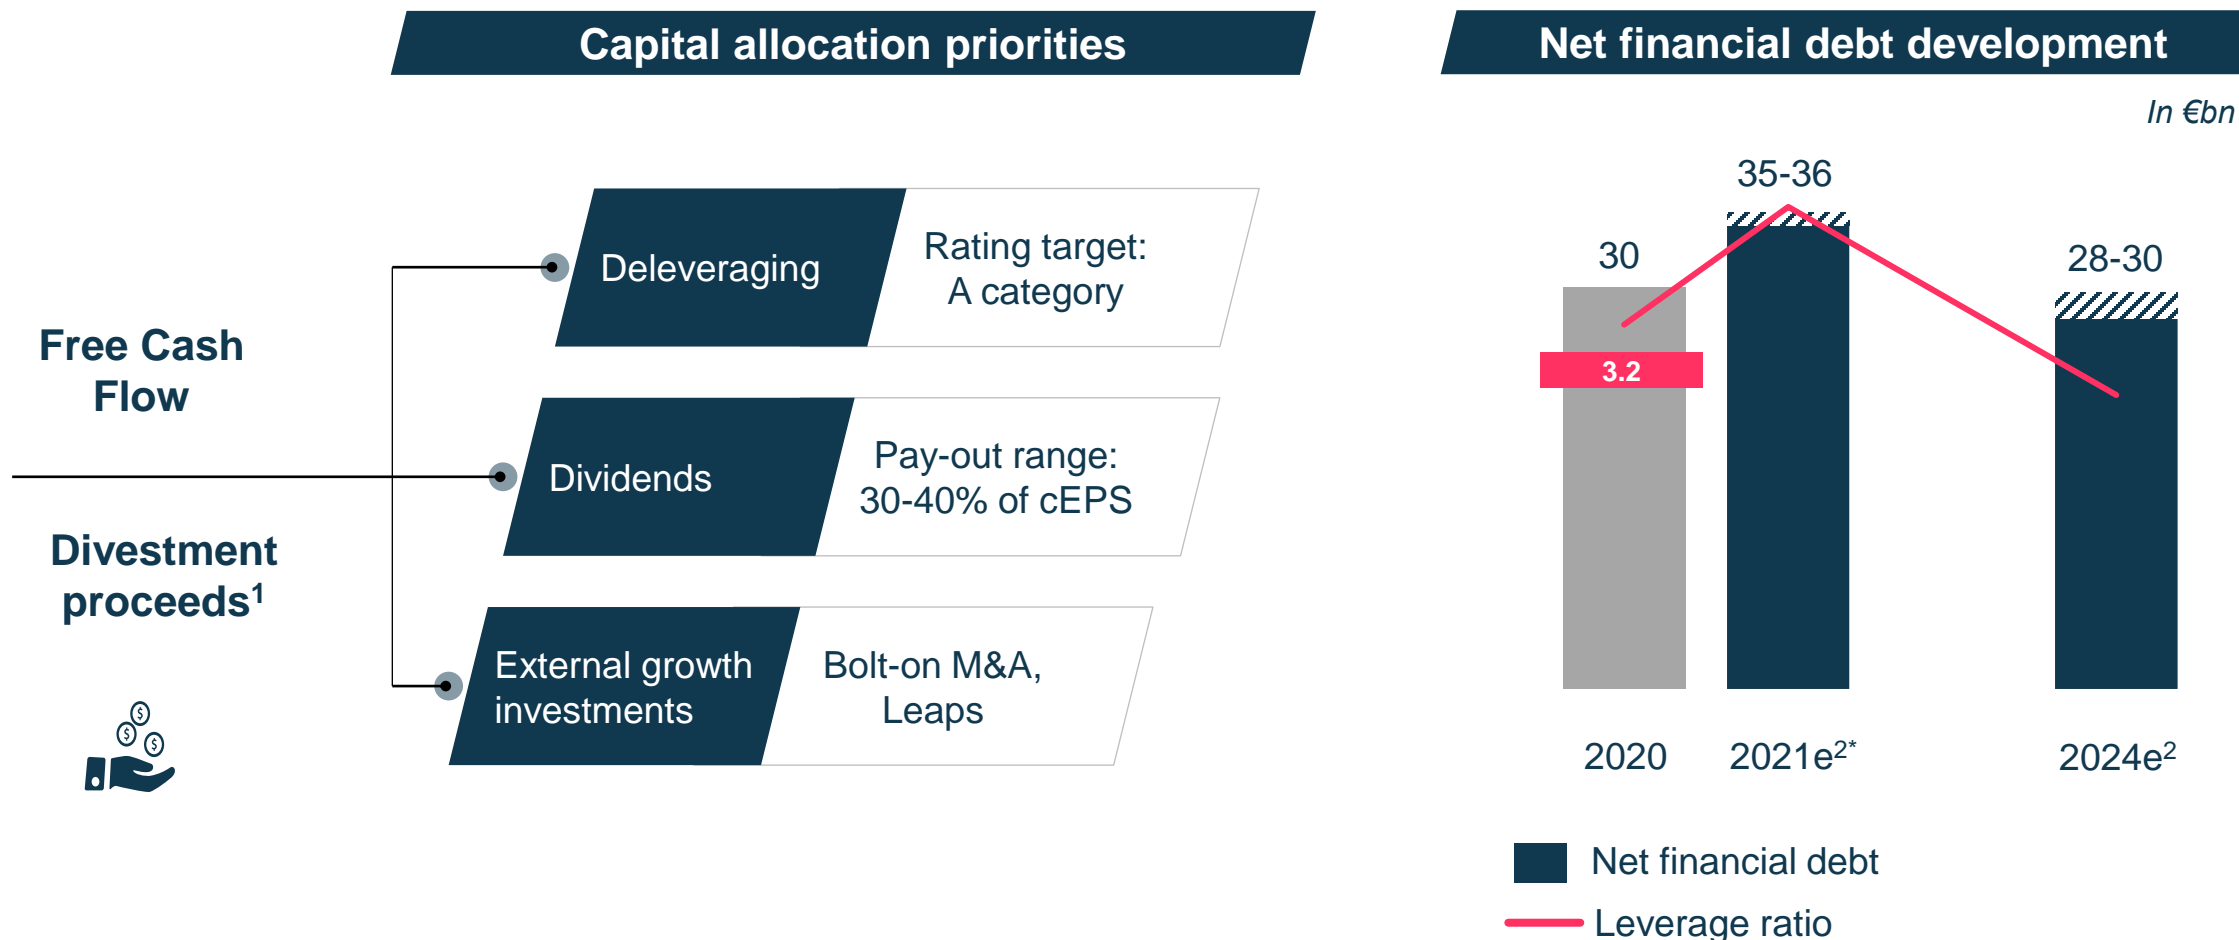 Capital allocation priorities
Net financial debt development
In €bn
Free Cash
Flow
Divestment
proceeds¹
Deleveraging
Rating target:
A category
Dividends
Pay-out range:
30-40% of cEPS
External growth
investments
Bolt-on M&A,
Leaps
30
35-36
28-30
3.2
2020
2021e²*
2024e²
Net financial debt
Leverage ratio